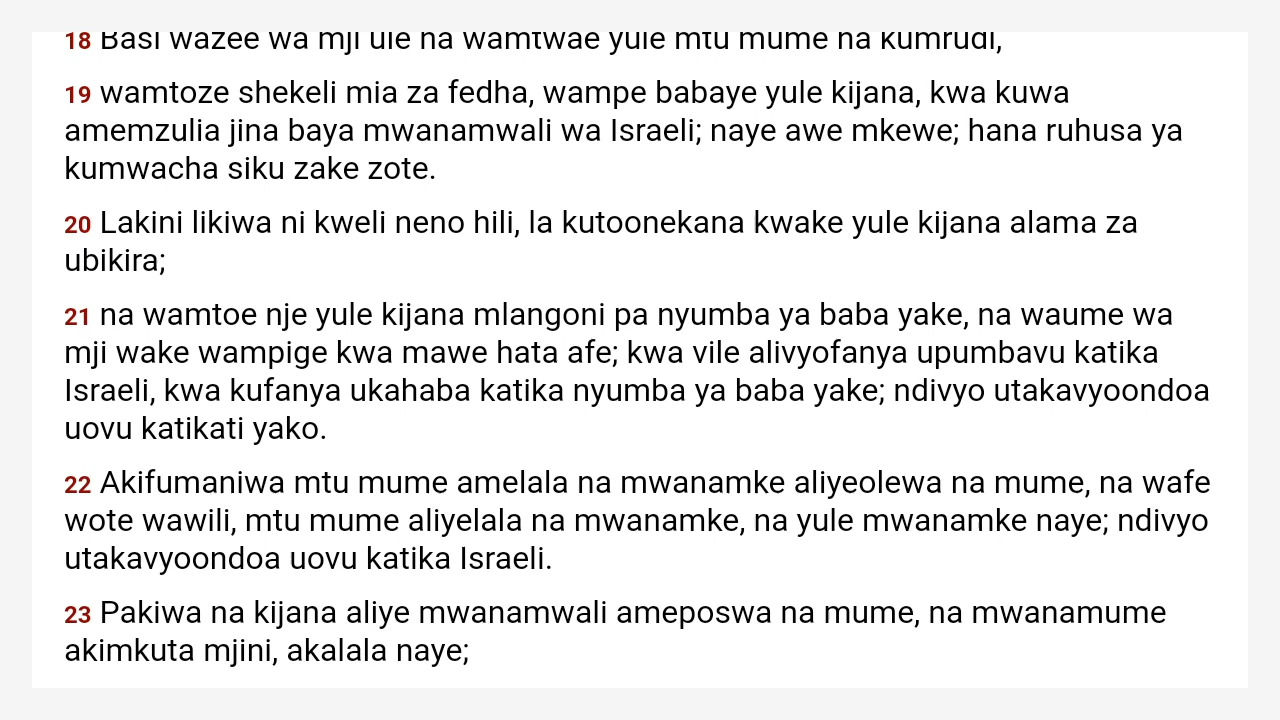 18 Basi wazee wa mji ule na wamtwae yule mtu mume na kumrudi,
19 wamtoze shekeli mia za fedha, wampe babaye yule kijana, kwa kuwa
amemzulia jina baya mwanamwali wa Israeli; naye awe mkewe; hana ruhusa ya
kumwacha siku zake zote.
20 Lakini likiwa ni kweli neno hili, la kutoonekana kwake yule kijana alama za
ubikira;
21 na wamtoe nje yule kijana mlangoni pa nyumba ya baba yake, na waume wa
mji wake wampige kwa mawe hata afe; kwa vile alivyofanya upumbavu katika
Israeli, kwa kufanya ukahaba katika nyumba ya baba yake; ndivyo utakavyoondoa
uovu katikati yako.
22 Akifumaniwa mtu mume amelala na mwanamke aliyeolewa na mume, na wafe
wote wawili, mtu mume aliyelala na mwanamke, na yule mwanamke naye; ndivyo
utakavyoondoa uovu katika Israeli.
23 Pakiwa na kijana aliye mwanamwali ameposwa na mume, na mwanamume
akimkuta mjini, akalala naye;